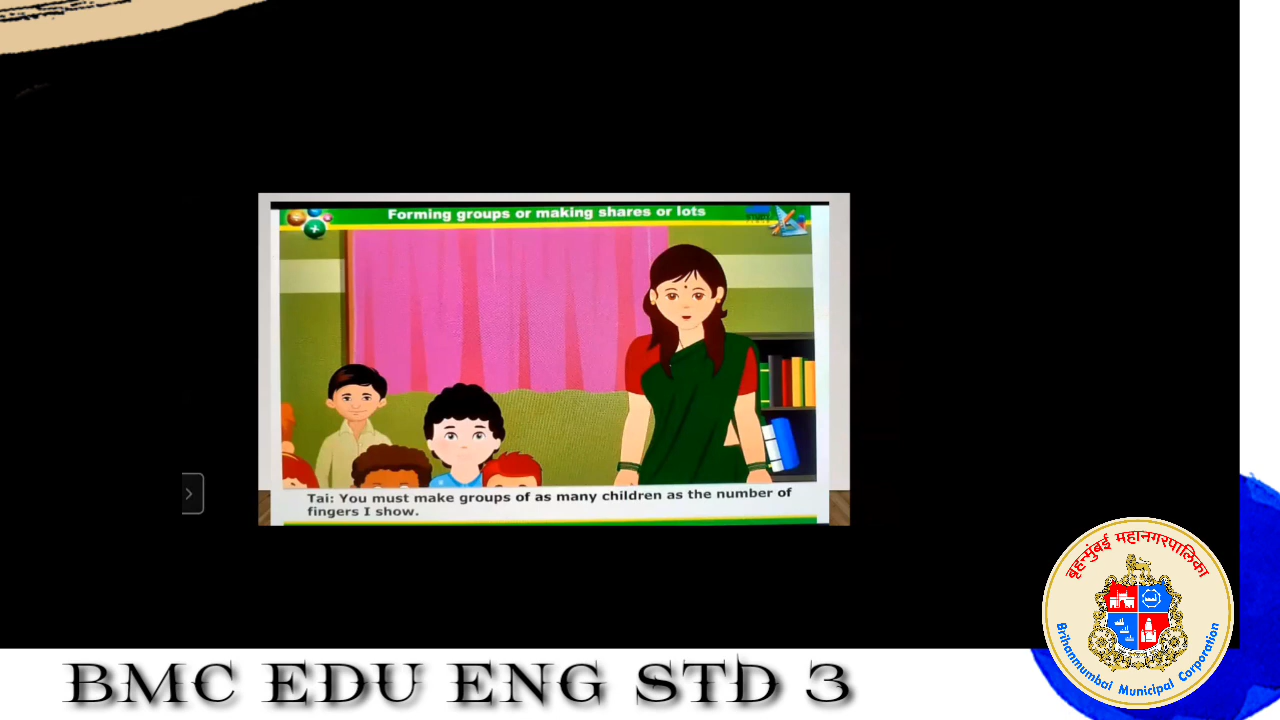 Forming groups or making shares or lots
Tai: You must make groups of as many children as the number of
fingers I show.
बृहन्मुंबई महानगरपालिका
Brihanmumbai Municipal Corporation
BMC EDU ENG STD 3